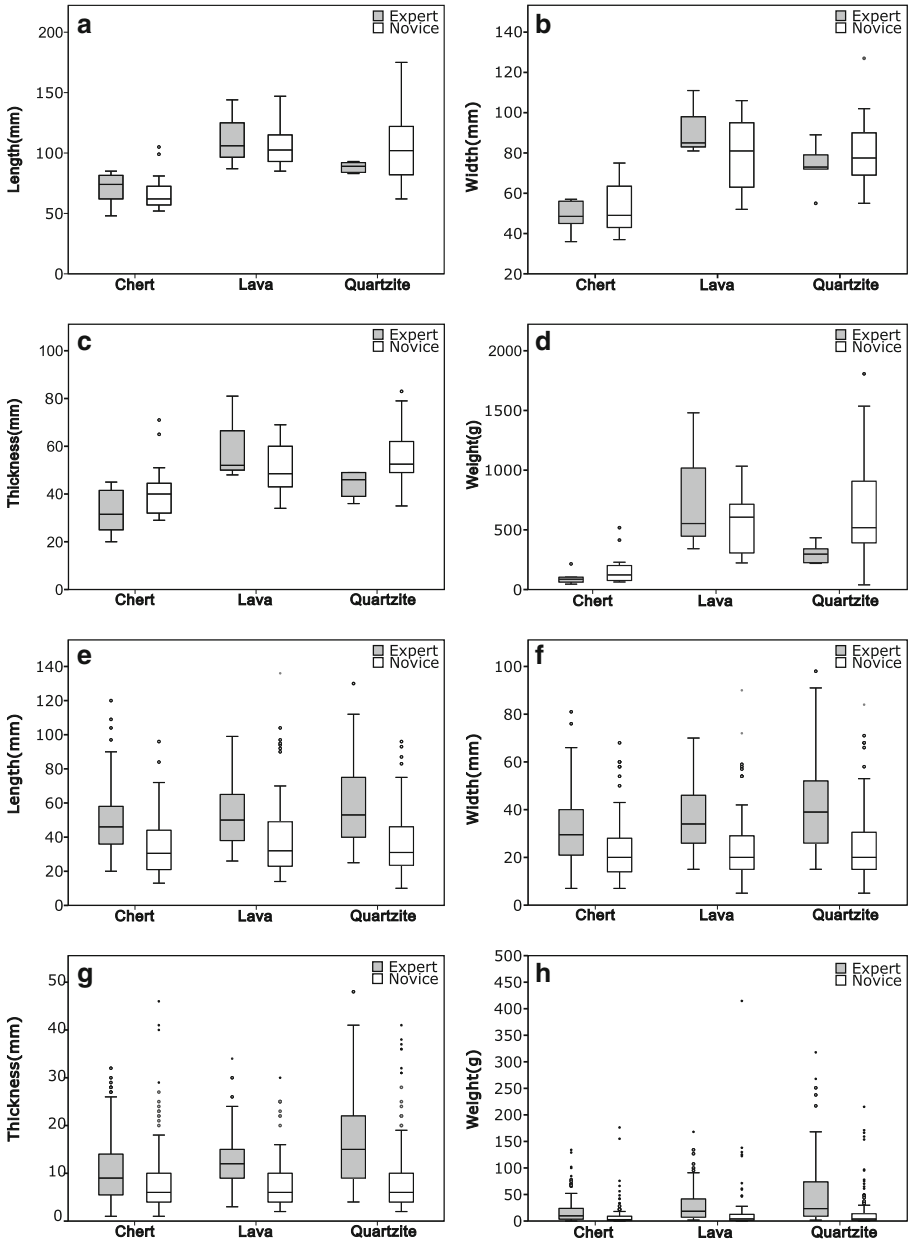 a
Expert
Novice
Length(mm)
200
150
100
50
0
Chert Lava Quartzite
b
Expert
Novice
Width(mm)
140
120
100
80
60
40
20
Chert Lava Quartzite
c
Expert
Novice
Thickness(mm)
100
80
60
40
20
0
Chert Lava Quartzite
d
Expert
Novice
Weight(g)
2000
1500
1000
500
0
Chert Lava Quartzite
e
Expert
Novice
Length(mm)
140
120
100
80
60
40
20
0
Chert Lava Quartzite
f
Expert
Novice
Width(mm)
100
80
60
40
20
0
Chert Lava Quartzite
g
Expert
Novice
Thickness(mm)
50
40
30
20
10
0
Chert Lava Quartzite
h
Expert
Novice
Weight(g)
500
450
400
350
300
250
200
150
100
50
0
Chert Lava Quartzite